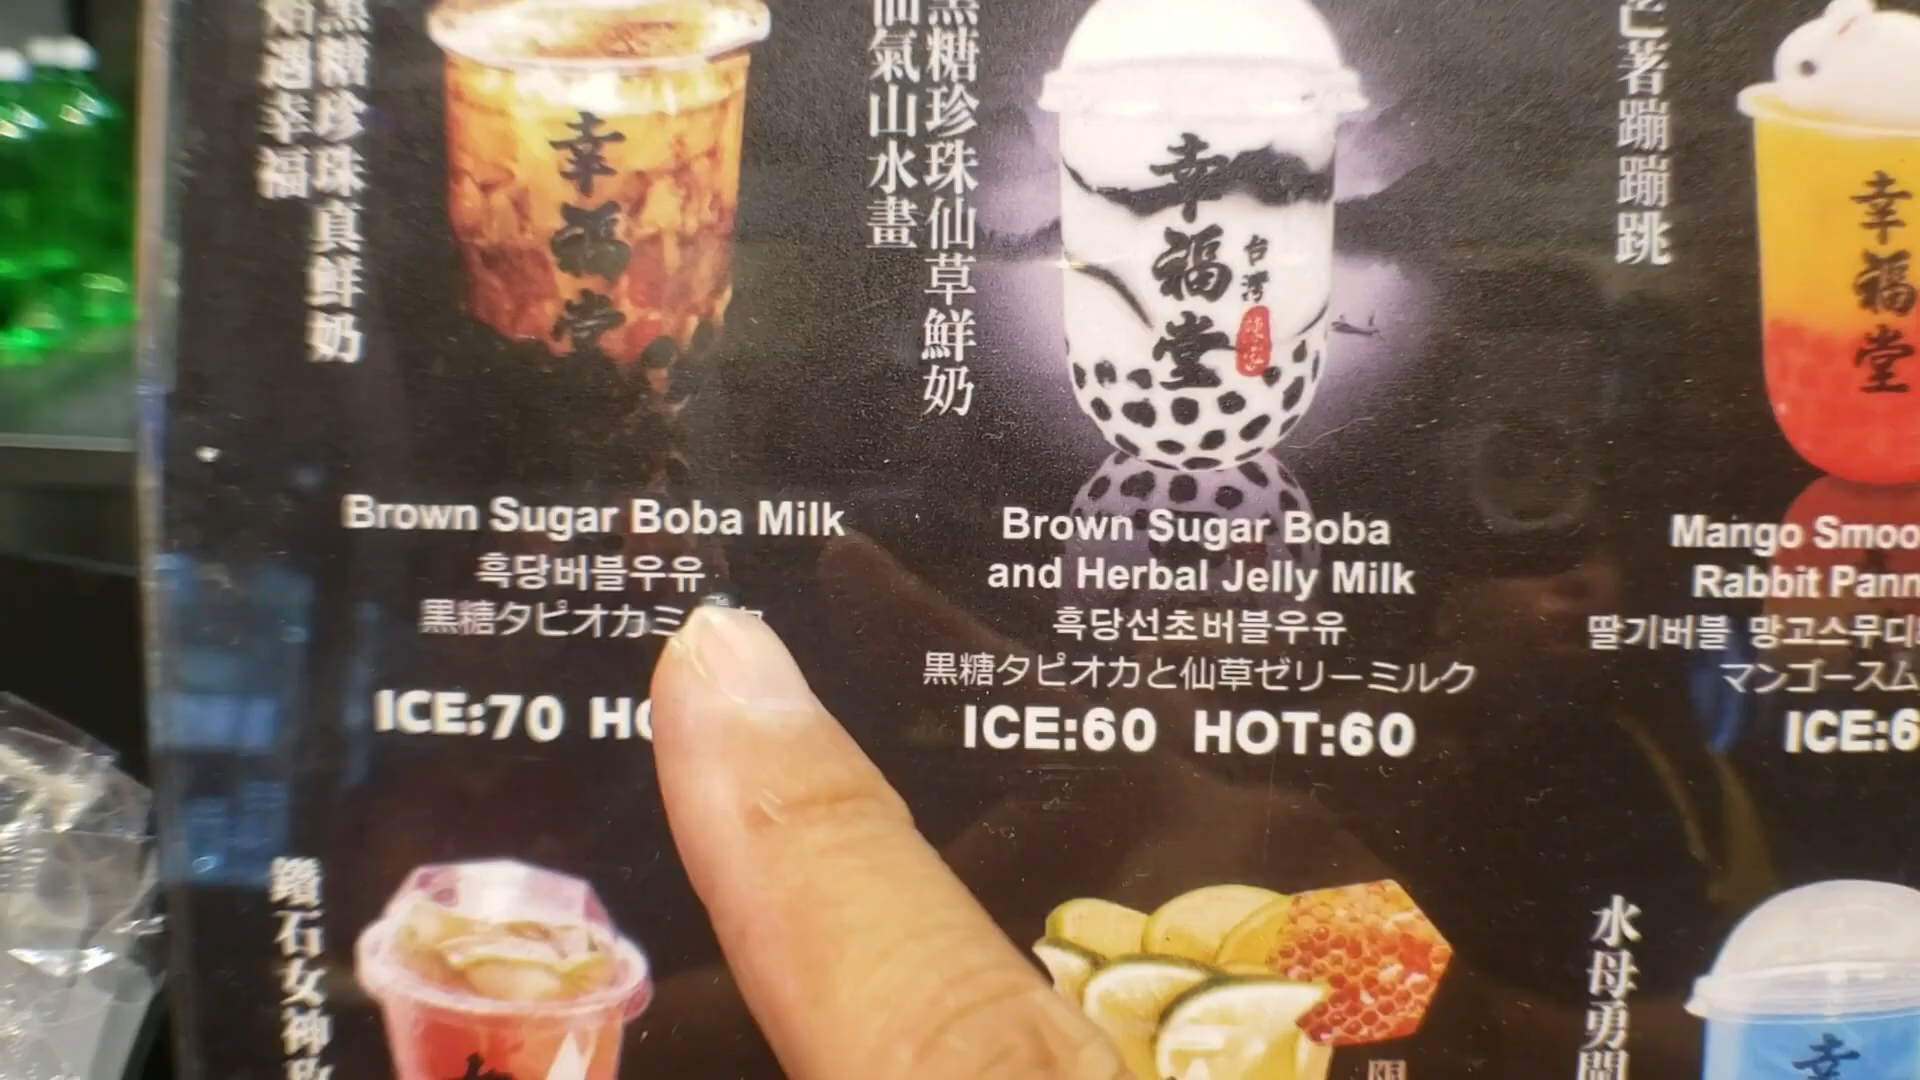 黑糖珍珠真鮮奶
焰遇幸福
幸福堂
Brown Sugar Boba Milk
흑당버블우유
黒糖タピオカミ
ICE:70
黑糖珍珠仙草鮮奶
仙氣山水畫
幸福堂
台灣
Brown Sugar Boba
and Herbal Jelly Milk
흑당선초버블우유
黒糖タピオカと仙草ゼリーミルク
ICE:60 HOT:60
芒著蹦蹦跳
幸福堂
Mango Smoo
Rabbit Pann
딸기버블 망고스무디
マンゴースム
ICE:6
鑽石女神
限
水母勇闖
幸